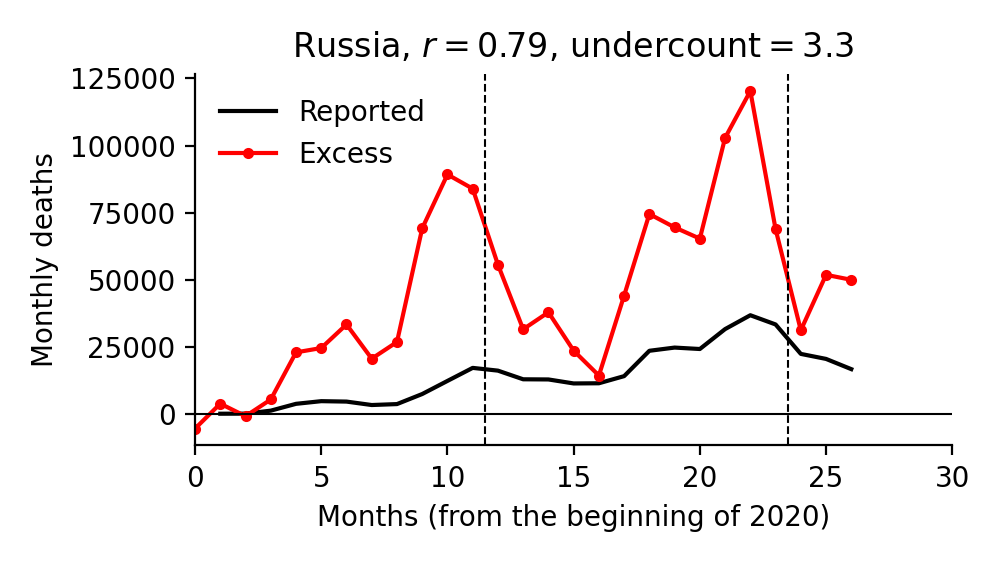 Russia, r = 0.79, undercount = 3.3
Reported
Excess
Monthly deaths
125000
100000
75000
50000
25000
0
0 5 10 15 20 25 30
Months (from the beginning of 2020)